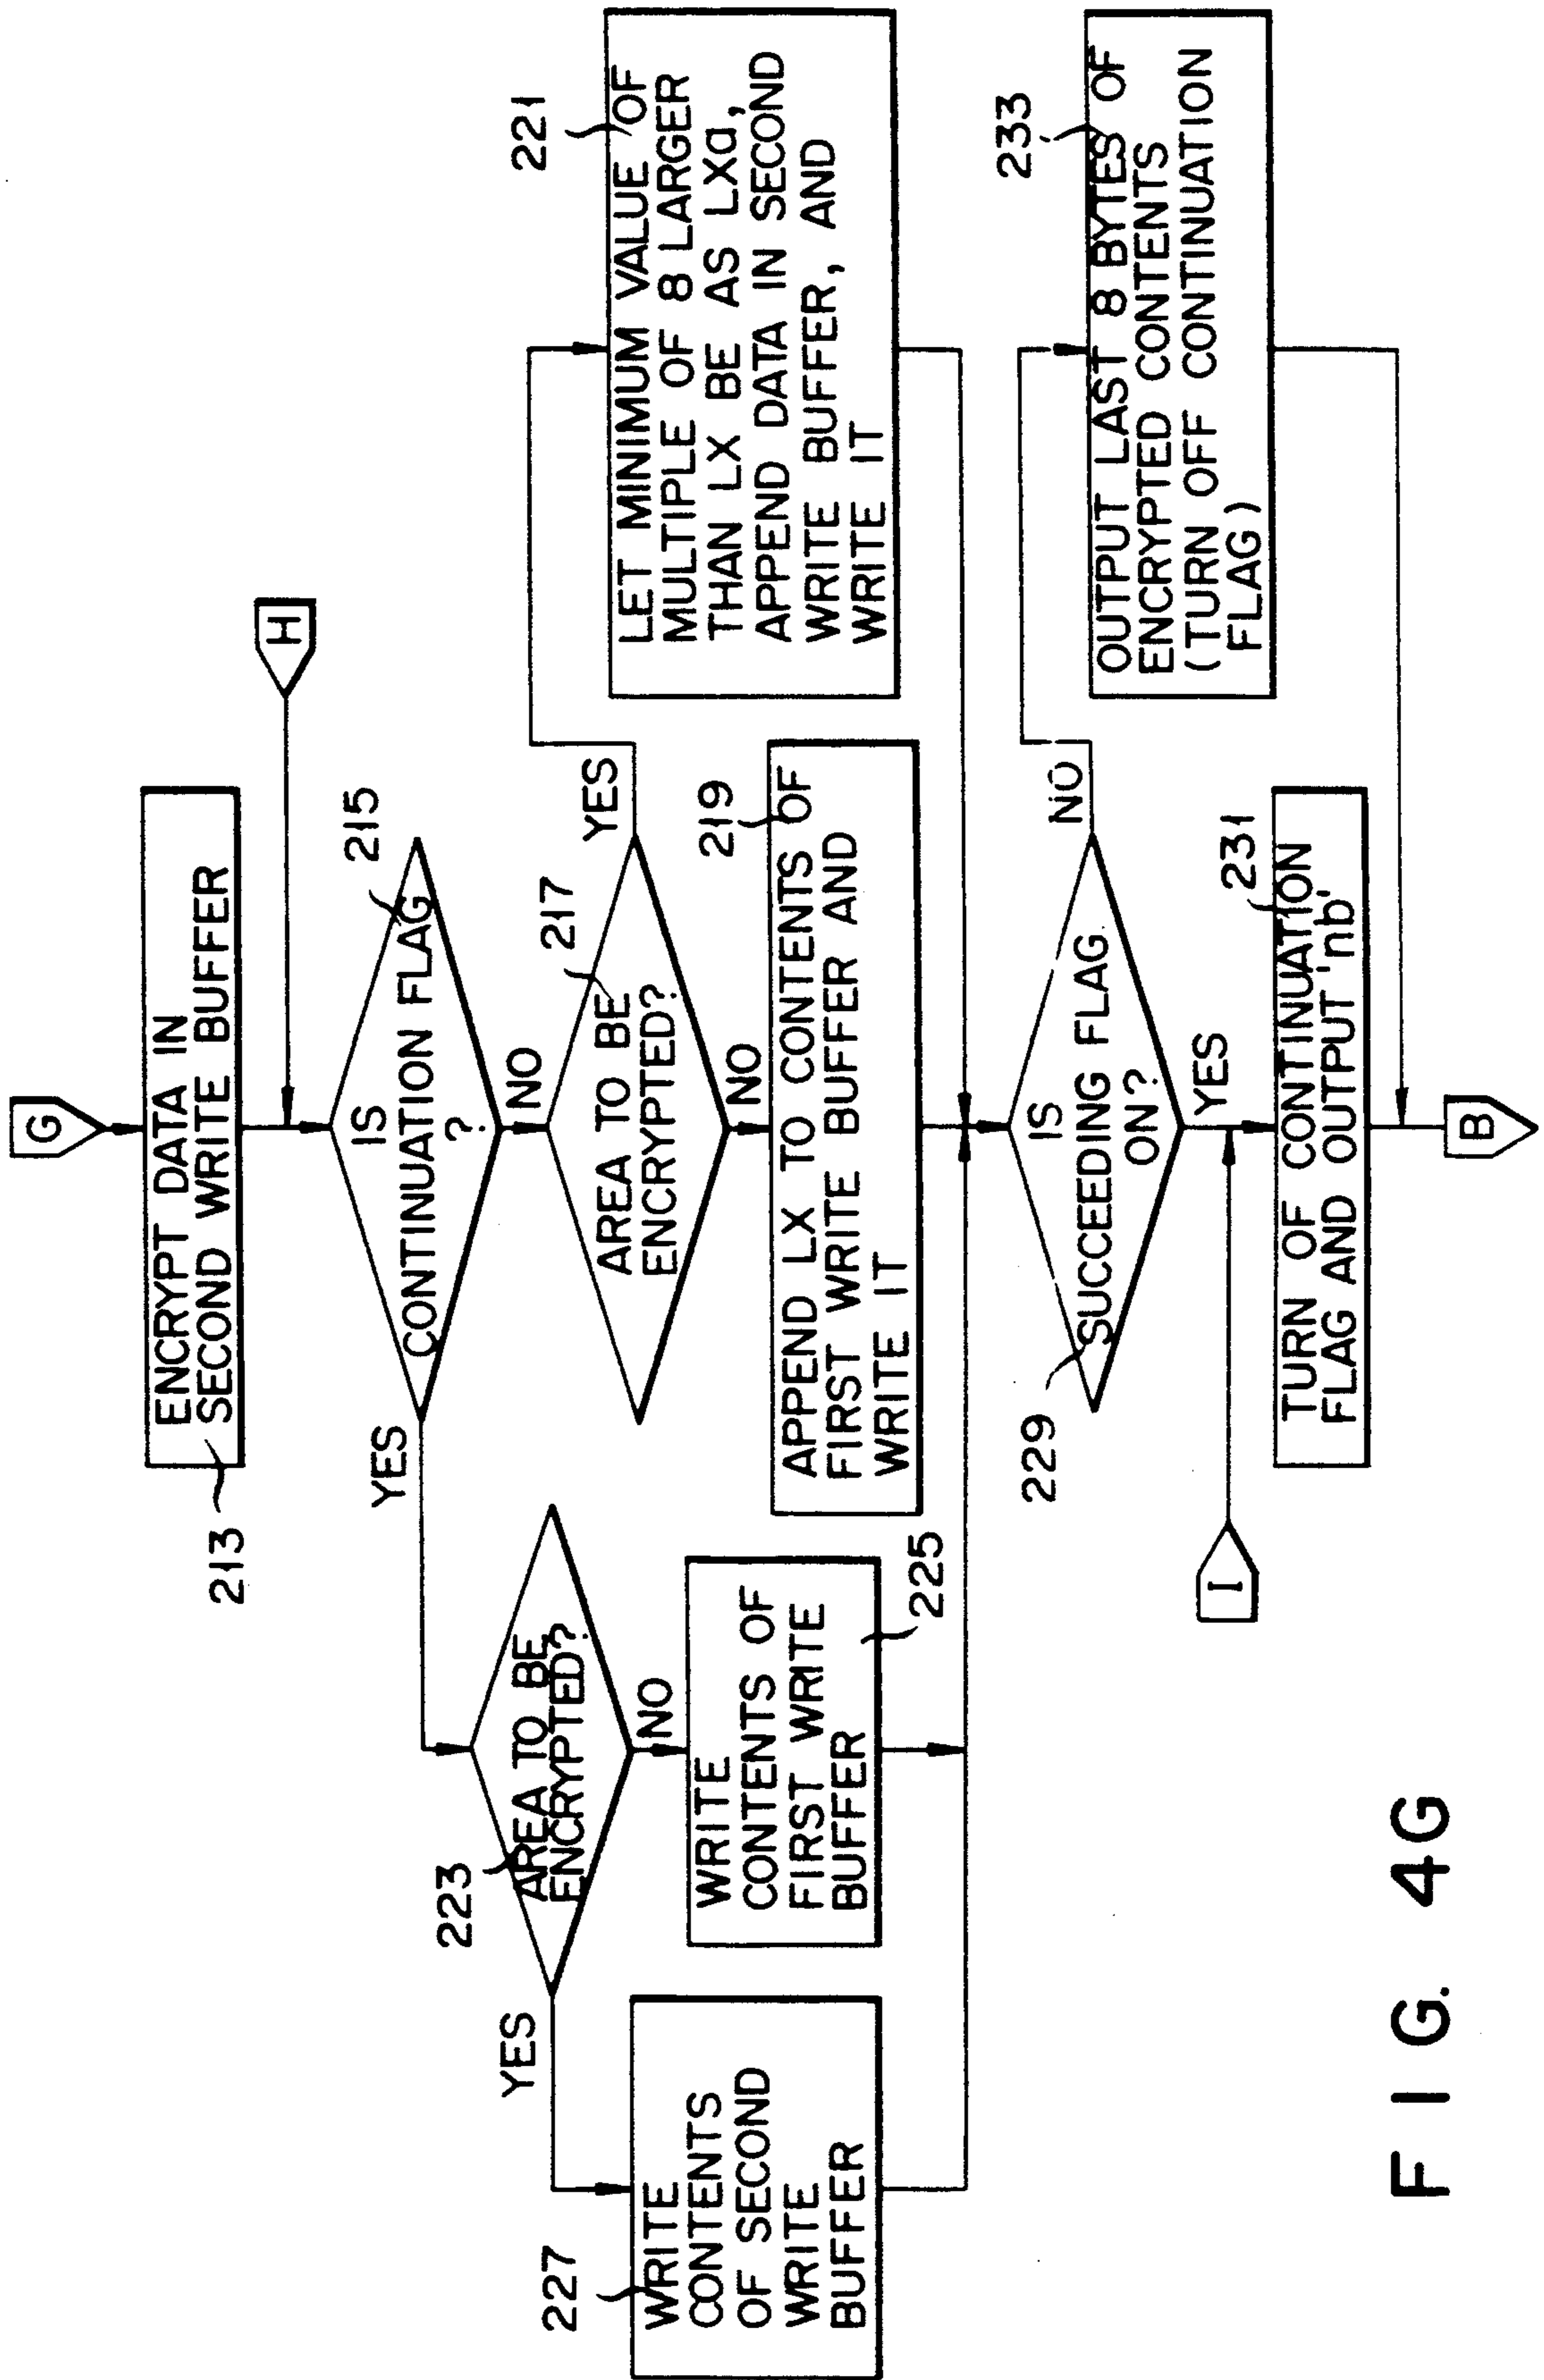 G
ENCRYPT DATA IN
SECOND WRITE BUFFER
213
H
IS
CONTINUATION FLAG
?
215
YES
NO
AREA TO BE
ENCRYPTED?
217
YES
NO
LET MINIMUM VALUE OF
MULTIPLE OF 8 LARGER
THAN LX BE AS LXa,
APPEND DATA IN SECOND
WRITE BUFFER, AND
WRITE IT
221
APPEND LX TO CONTENTS OF
FIRST WRITE BUFFER AND
WRITE IT
219
AREA TO BE
ENCRYPTED?
223
YES
NO
WRITE
CONTENTS OF
FIRST WRITE
BUFFER
225
WRITE
CONTENTS
OF SECOND
WRITE
BUFFER
227
IS
SUCCEEDING FLAG
ON?
229
NO
YES
OUTPUT LAST 8 BYTES OF
ENCRYPTED CONTENTS
(TURN OFF CONTINUATION
FLAG)
233
I
TURN OF CONTINUATION
FLAG AND OUTPUT 'nb'
231
B
FIG. 4G